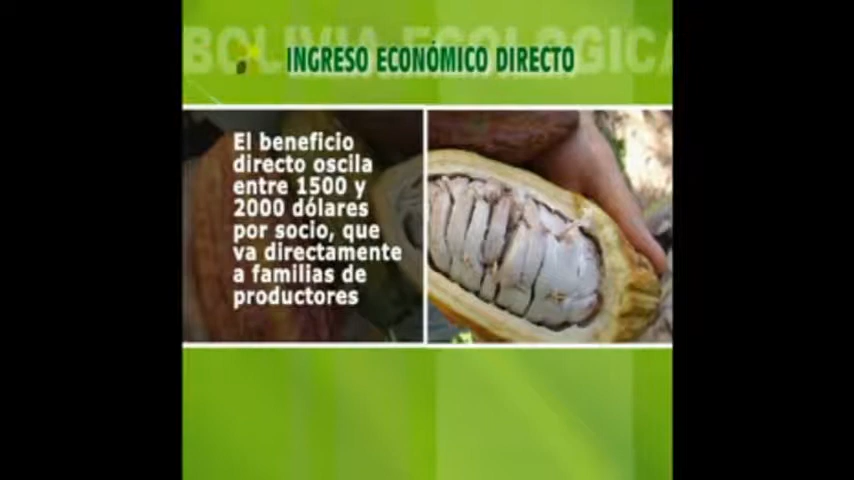 BOLIVIA ECOLOGICA
INGRESO ECONÓMICO DIRECTO
El beneficio
directo oscila
entre 1500 y
2000 dólares
por socio, que
va directamente
a familias de
productores